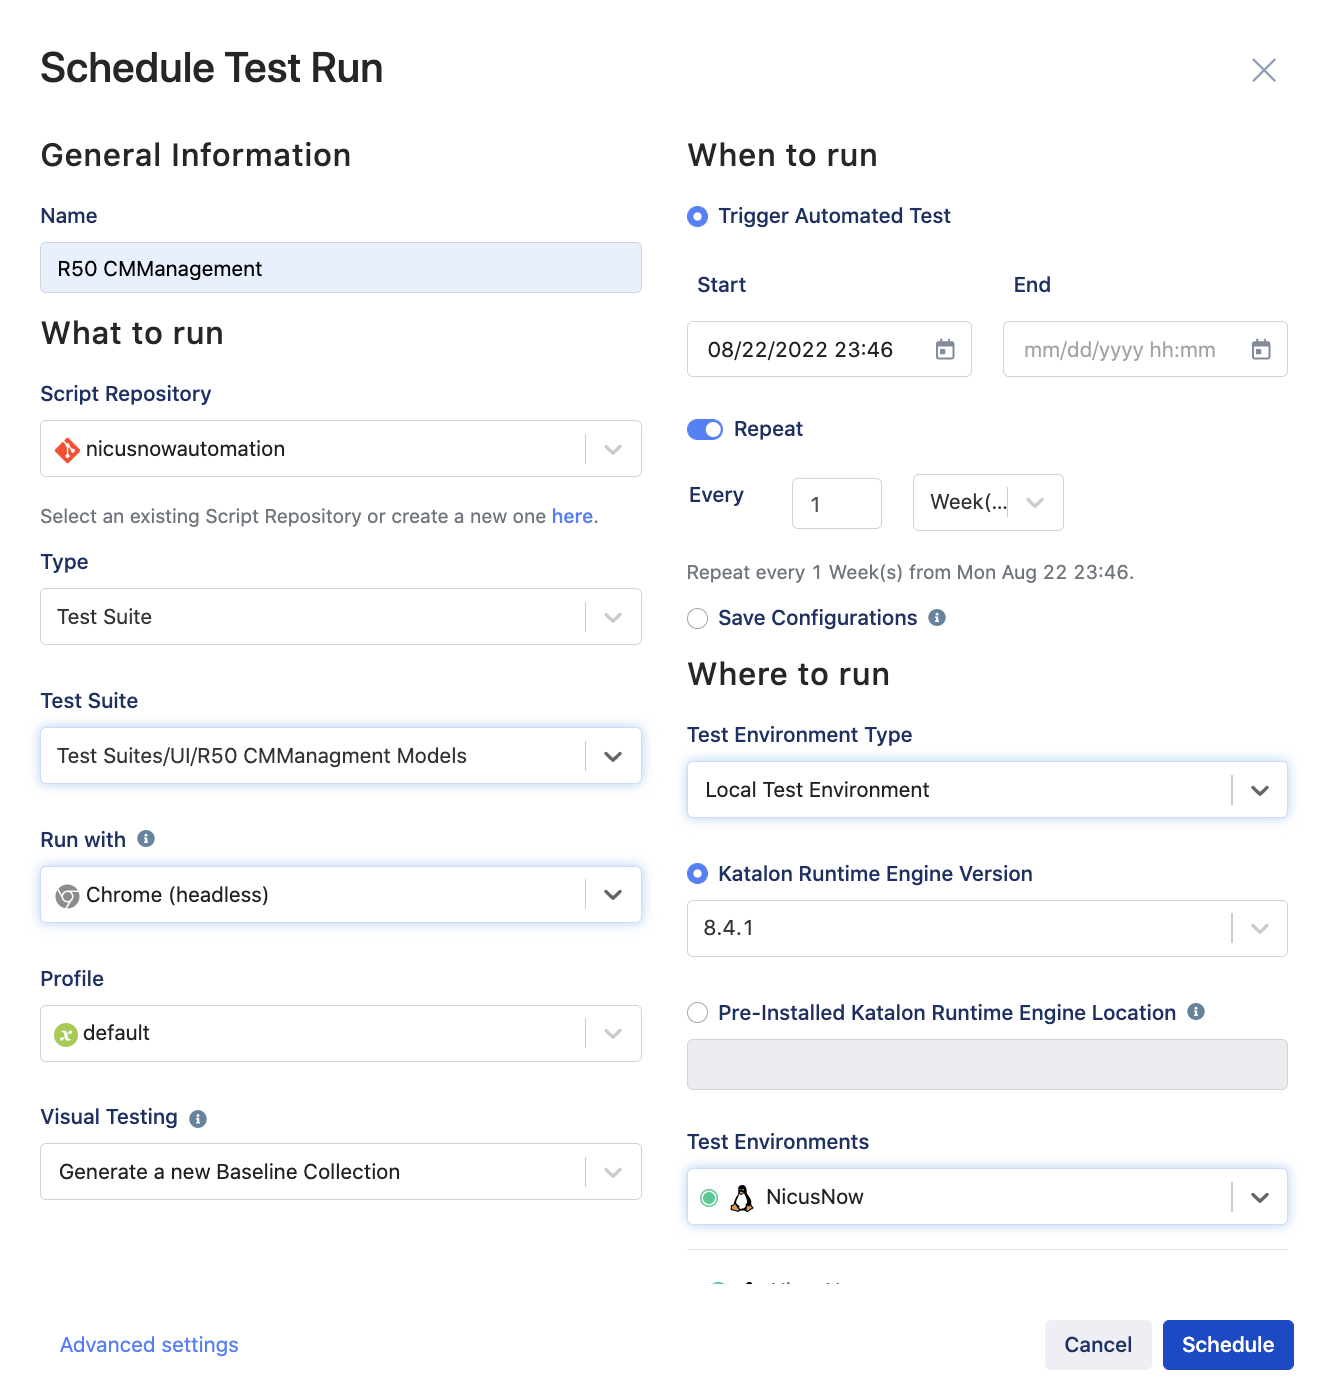 Schedule Test Run
General Information
Name
R50 CMManagement
What to run
Script Repository
nicusnowautomation
Select an existing Script Repository or create a new one here.
Type
Test Suite
Test Suite
Test Suites/UI/R50 CMManagment Models
Run with
Chrome (headless)
Profile
default
Visual Testing
Generate a new Baseline Collection
When to run
Trigger Automated Test
Start
End
08/22/2022 23:46
mm/dd/yyyy hh:mm
Repeat
Every
1
Week(...
Repeat every 1 Week(s) from Mon Aug 22 23:46.
Save Configurations
Where to run
Test Environment Type
Local Test Environment
Katalon Runtime Engine Version
8.4.1
Pre-Installed Katalon Runtime Engine Location
Test Environments
NicusNow
Advanced settings
Cancel
Schedule